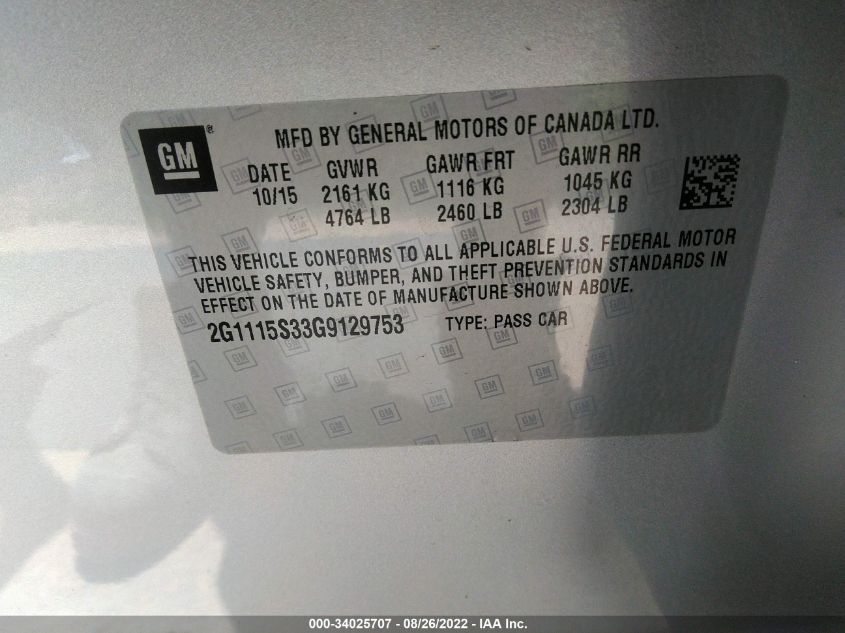 GM®
MFD BY GENERAL MOTORS OF CANADA LTD.
DATE GVWR GAWR FRT GAWR RR
10/15 2161 KG 1116 KG 1045 KG
4764 LB 2460 LB 2304 LB
THIS VEHICLE CONFORMS TO ALL APPLICABLE U.S. FEDERAL MOTOR
VEHICLE SAFETY, BUMPER, AND THEFT PREVENTION STANDARDS IN
EFFECT ON THE DATE OF MANUFACTURE SHOWN ABOVE.
2G1115S33G9129753 TYPE: PASS CAR
000-34025707 - 08/26/2022 - IAA Inc.